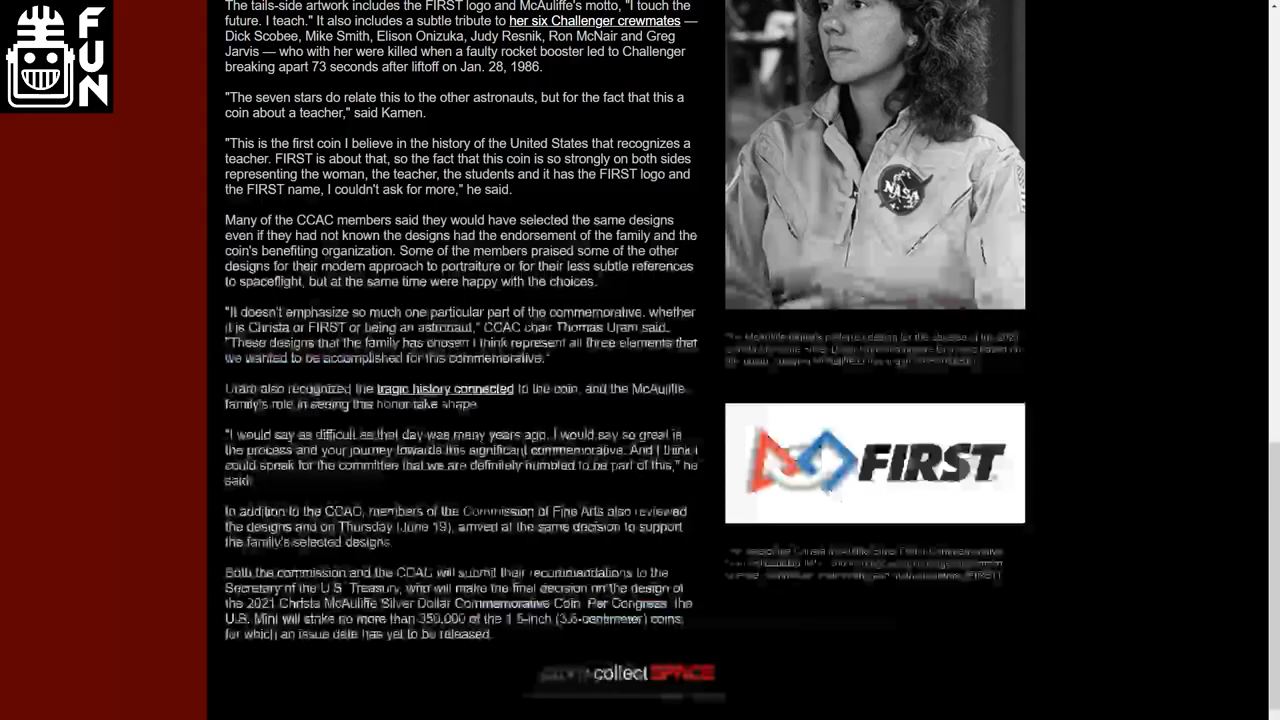 FUN
The tails-side artwork includes the FIRST logo and McAuliffe's motto, "I touch the
future. I teach." It also includes a subtle tribute to her six Challenger crewmates —
Dick Scobee, Mike Smith, Elison Onizuka, Judy Resnik, Ron McNair and Greg
Jarvis — who with her were killed when a faulty rocket booster led to Challenger
breaking apart 73 seconds after liftoff on Jan. 28, 1986.
"The seven stars do relate this to the other astronauts, but for the fact that this a
coin about a teacher," said Kamen.
"This is the first coin I believe in the history of the United States that recognizes a
teacher. FIRST is about that, so the fact that this coin is so strongly on both sides
representing the woman, the teacher, the students and it has the FIRST logo and
the FIRST name, I couldn't ask for more," he said.
Many of the CCAC members said they would have selected the same designs
even if they had not known the designs had the endorsement of the family and the
coin's benefiting organization. Some of the members praised some of the other
designs for their modern approach to portraiture or for their less subtle references
to spaceflight, but at the same time were happy with the choices.
"It doesn't emphasize so much one particular part of the commemorative, whether
it is Christa or FIRST or being an astronaut," CCAC chair Thomas Uram said.
"These designs that the family has chosen I think represent all three elements that
we wanted to be accomplished for this commemorative."
Uram also recognized the tragic history connected to the coin, and the McAuliffe
family's role in seeing this honor take shape.
"I would say as difficult as that day was many years ago, I would say so great is
the process and your journey towards this significant commemorative. And I think I
could speak for the committee that we are definitely humbled to be part of this," he
said.
In addition to the CCAC, members of the Commission of Fine Arts also reviewed
the designs and on Thursday (June 19), arrived at the same decision to support
the family's selected designs.
Both the commission and the CCAC will submit their recommendations to the
Secretary of the U.S. Treasury, who will make the final decision on the design of
the 2021 Christa McAuliffe Silver Dollar Commemorative Coin. Per Congress, the
U.S. Mint will strike no more than 350,000 of the 1.5-inch (3.8-centimeter) coins,
for which an issue date has yet to be released.
NASA
FIRST
collectSPACE